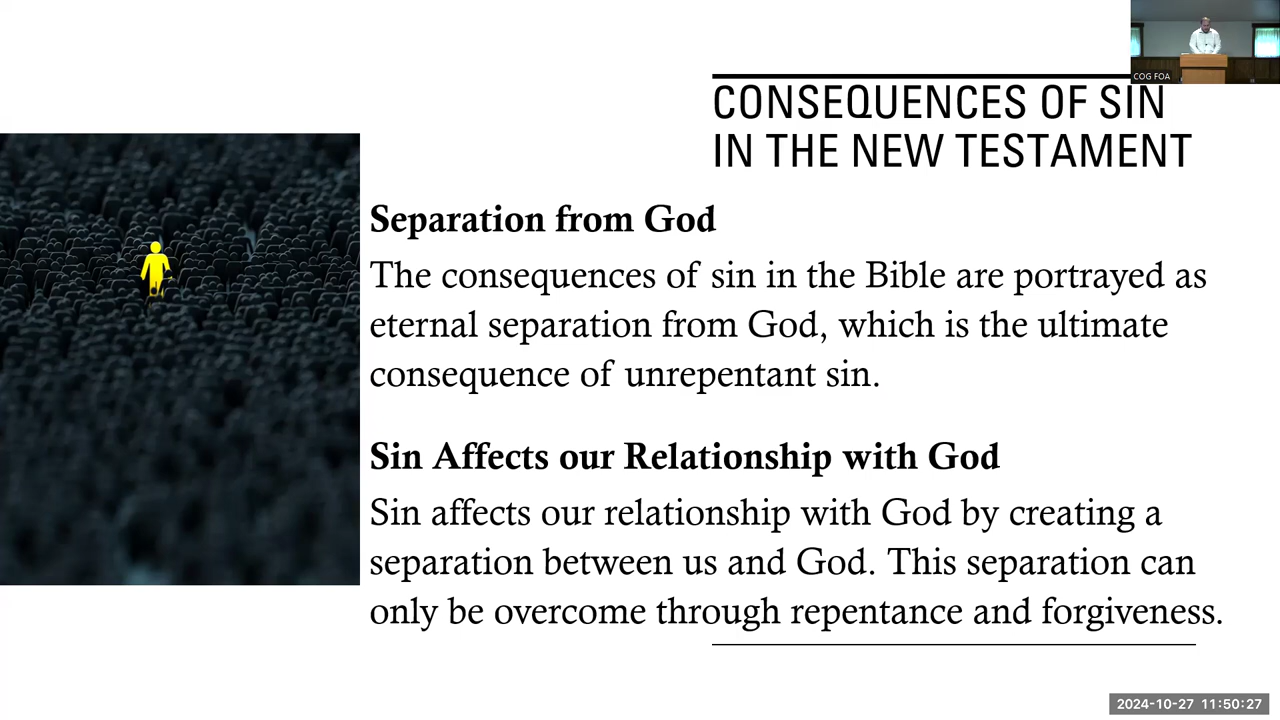 COG FOA
CONSEQUENCES OF SIN
IN THE NEW TESTAMENT
Separation from God
The consequences of sin in the Bible are portrayed as
eternal separation from God, which is the ultimate
consequence of unrepentant sin.
Sin Affects our Relationship with God
Sin affects our relationship with God by creating a
separation between us and God. This separation can
only be overcome through repentance and forgiveness.
2024-10-27 11:50:27